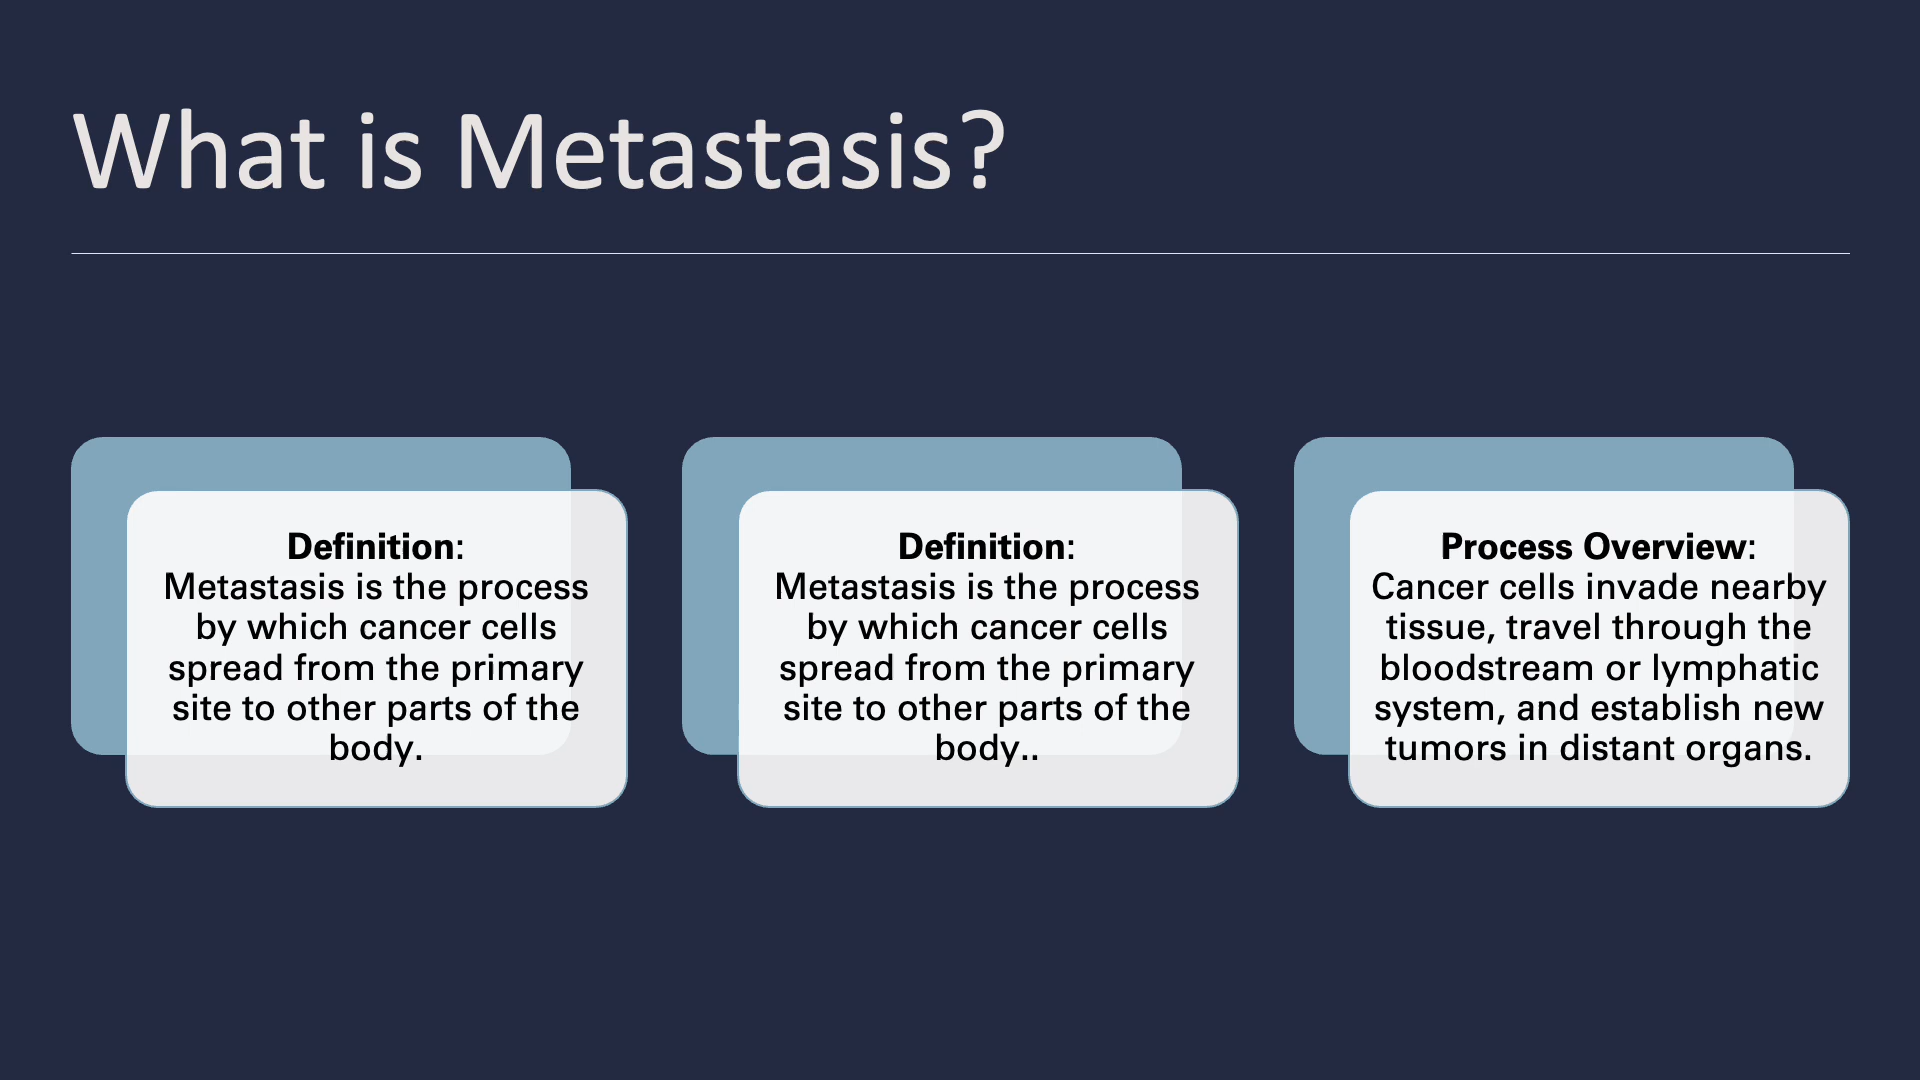 What is Metastasis?
Definition:
Metastasis is the process
by which cancer cells
spread from the primary
site to other parts of the
body.
Definition:
Metastasis is the process
by which cancer cells
spread from the primary
site to other parts of the
body..
Process Overview:
Cancer cells invade nearby
tissue, travel through the
bloodstream or lymphatic
system, and establish new
tumors in distant organs.